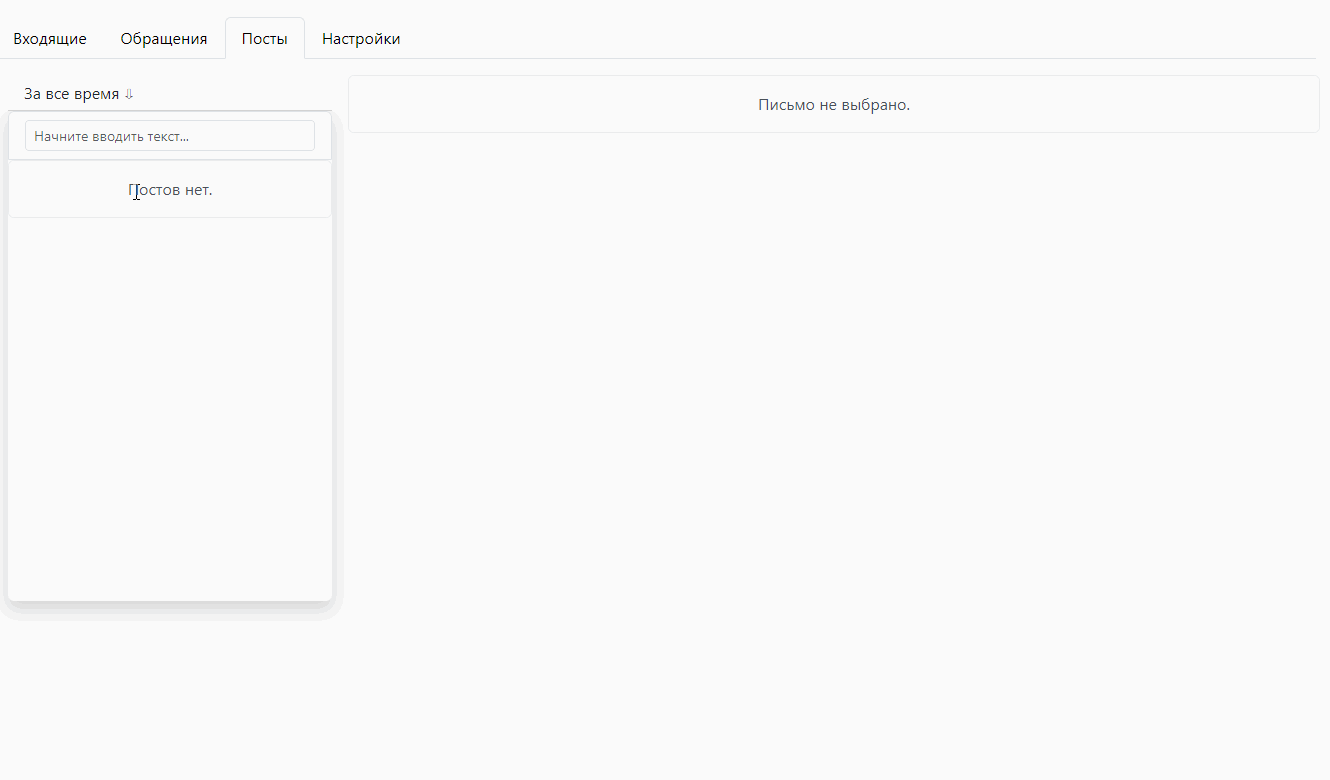 Входящие Обращения Посты Настройки
За все время ⇩
Начните вводить текст...
Постов нет.
Письмо не выбрано.